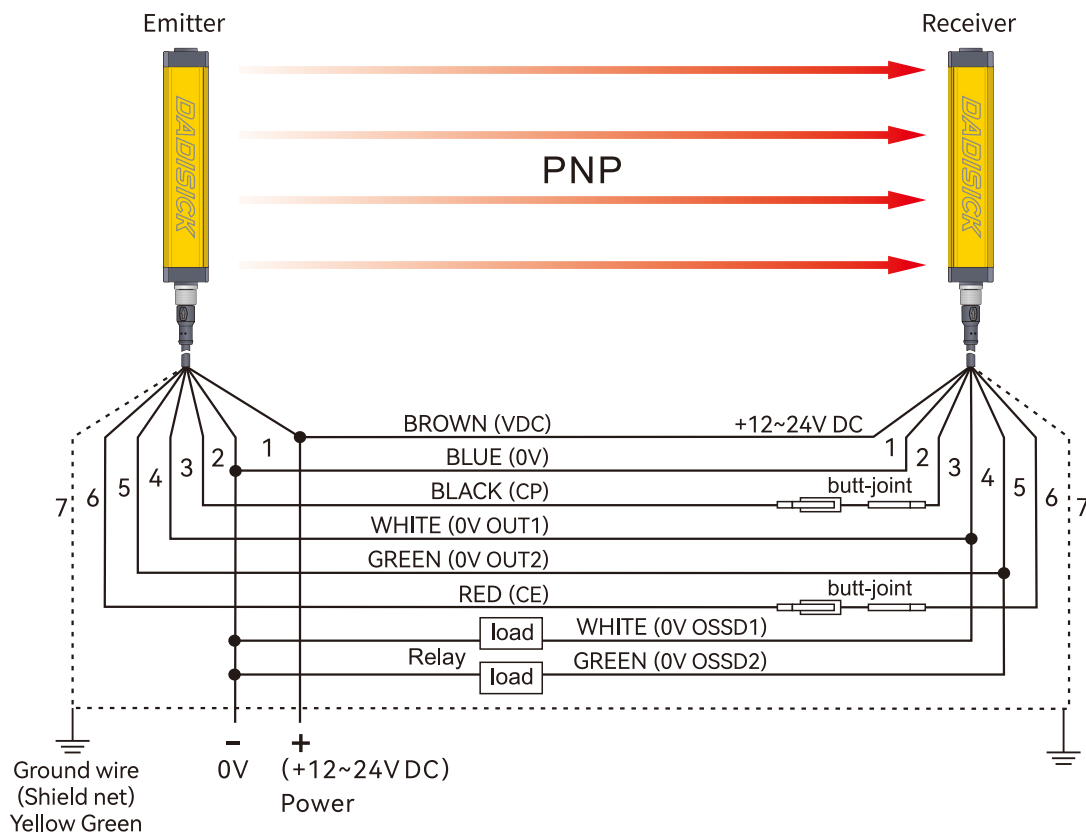 Emitter
Receiver
DADISICK
PNP
DADISICK
BROWN (VDC)
+12~24V DC
1
BLUE (0V)
1
2
2
3
BLACK (CP)
butt-joint
3
4
WHITE (0V OUT1)
4
5
GREEN (0V OUT2)
5
6
RED (CE)
butt-joint
6
7
7
load
WHITE (0V OSSD1)
Relay
load
GREEN (0V OSSD2)
-
+
0V
(+12~24V DC)
Power
Ground wire
(Shield net)
Yellow Green